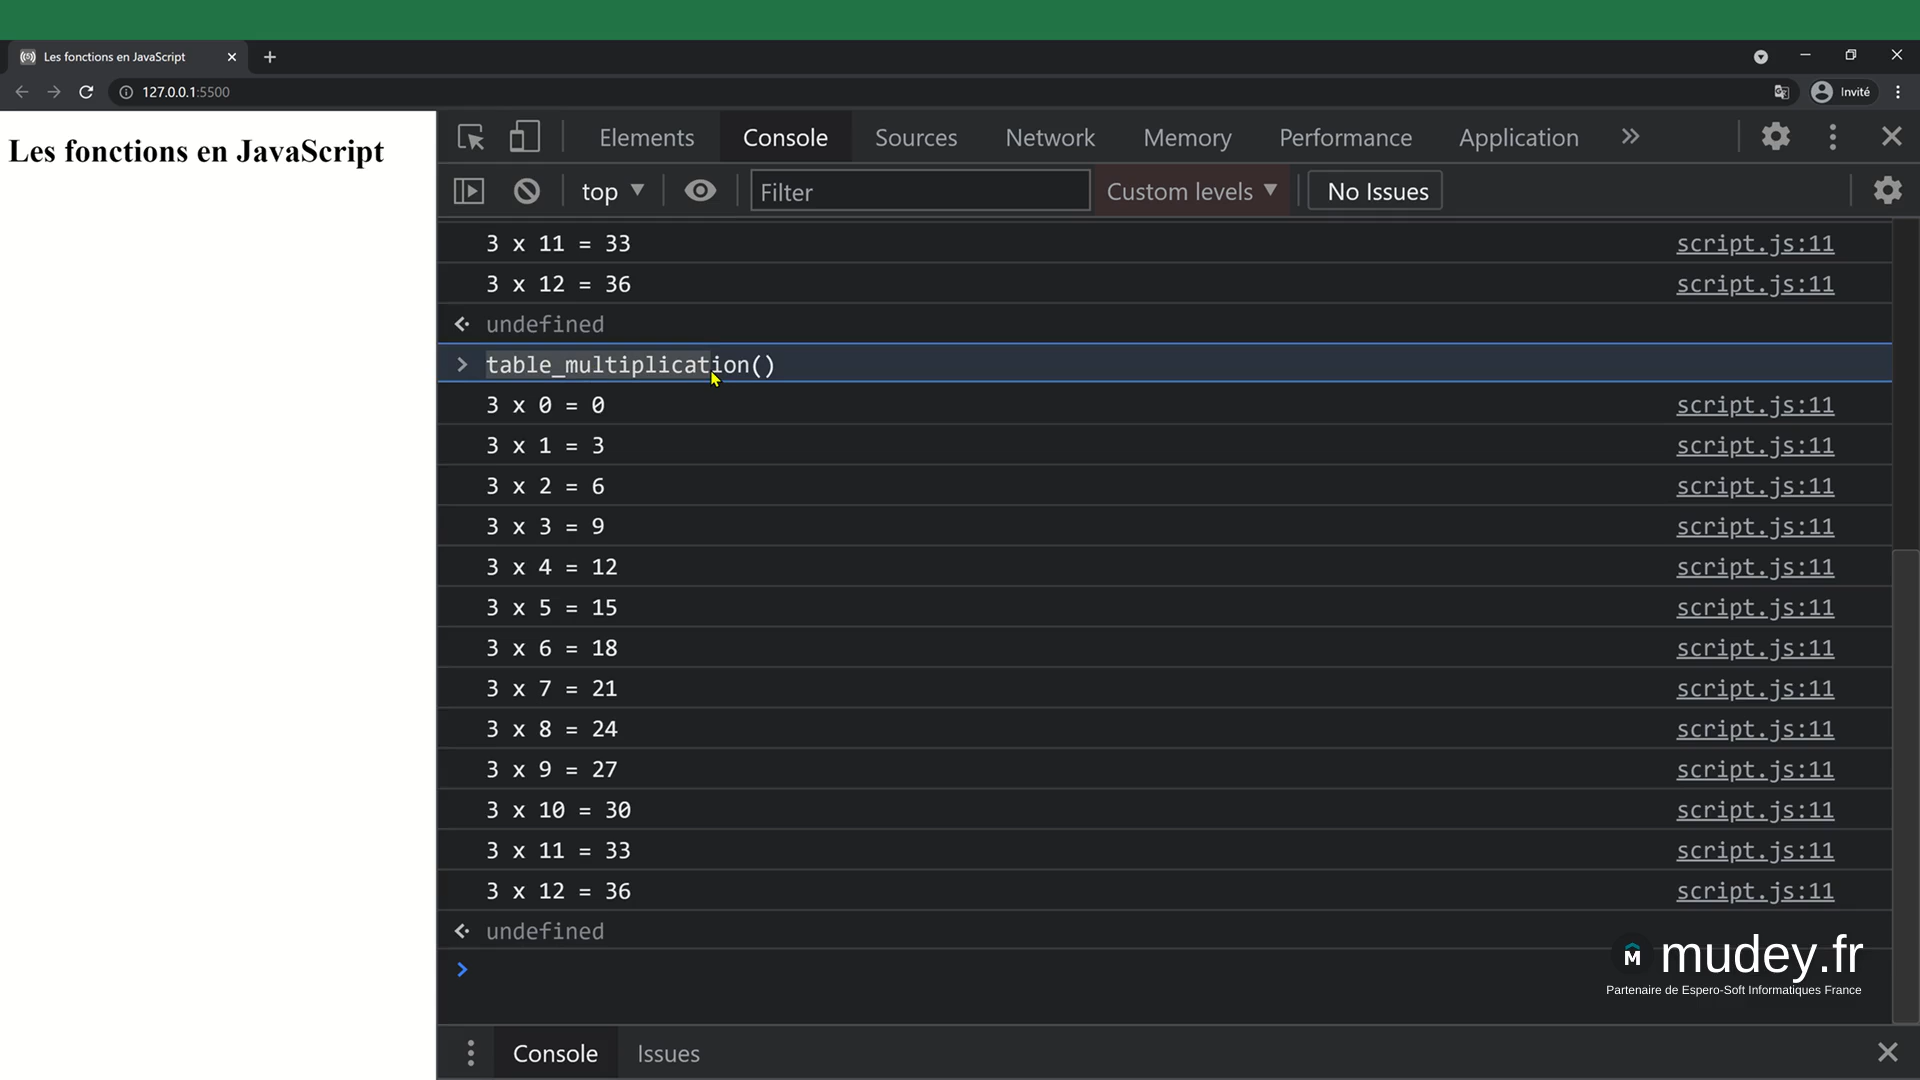 Les fonctions en JavaScript
127.0.0.1:5500
Invité
Les fonctions en JavaScript
Elements Console Sources Network Memory Performance Application
top Filter Custom levels No Issues
3 x 11 = 33 script.js:11
3 x 12 = 36 script.js:11
undefined
table_multiplication()
3 x 0 = 0 script.js:11
3 x 1 = 3 script.js:11
3 x 2 = 6 script.js:11
3 x 3 = 9 script.js:11
3 x 4 = 12 script.js:11
3 x 5 = 15 script.js:11
3 x 6 = 18 script.js:11
3 x 7 = 21 script.js:11
3 x 8 = 24 script.js:11
3 x 9 = 27 script.js:11
3 x 10 = 30 script.js:11
3 x 11 = 33 script.js:11
3 x 12 = 36 script.js:11
undefined
M mudey.fr
Partenaire de Espero-Soft Informatiques France
Console Issues